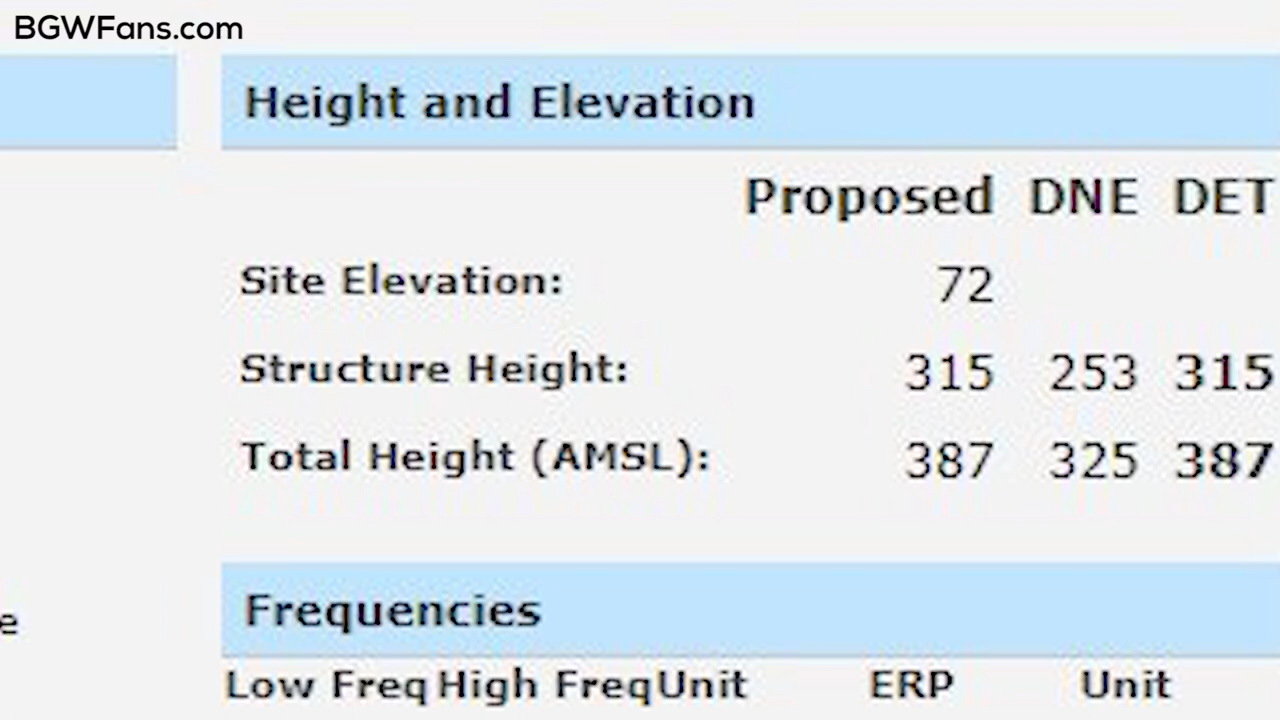 BGWFans.com
Height and Elevation
Proposed DNE DET
Site Elevation: 72
Structure Height: 315 253 315
Total Height (AMSL): 387 325 387
e
Frequencies
Low Freq High Freq Unit ERP Unit